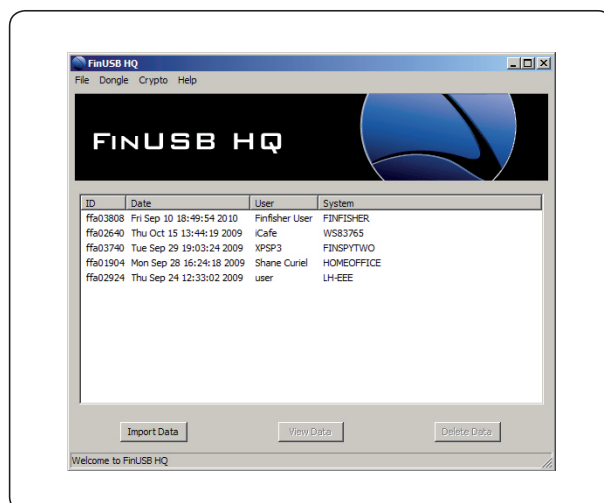 FinUSB HQ
File Dongle Crypto Help
FINUSB HQ
ID Date User System
ffa03808 Fri Sep 10 18:49:54 2010 Finfisher User FINFISHER
ffa02640 Thu Oct 15 13:44:19 2009 iCafe WS83765
ffa03740 Tue Sep 29 19:03:24 2009 XPSP3 FINSPYTWO
ffa01904 Mon Sep 28 16:24:18 2009 Shane Curiel HOMEOFFICE
ffa02924 Thu Sep 24 12:33:02 2009 user LH-EEE
Import Data View Data Delete Data
Welcome to FinUSB HQ